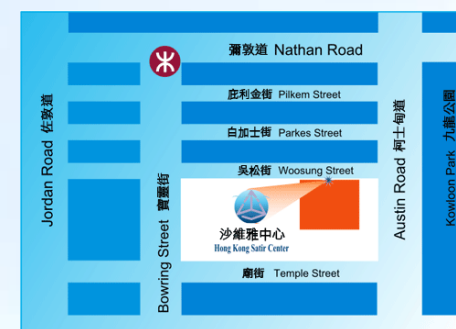 彌敦道 Nathan Road
庇利金街 Pilkem Street
白加士街 Parkes Street
吳松街 Woosung Street
沙維雅中心
Hong Kong Satir Center
廟街 Temple Street
Jordan Road 佐敦道
Bowring Street 寶靈街
Austin Road 柯士甸道
Kowloon Park 九龍公園